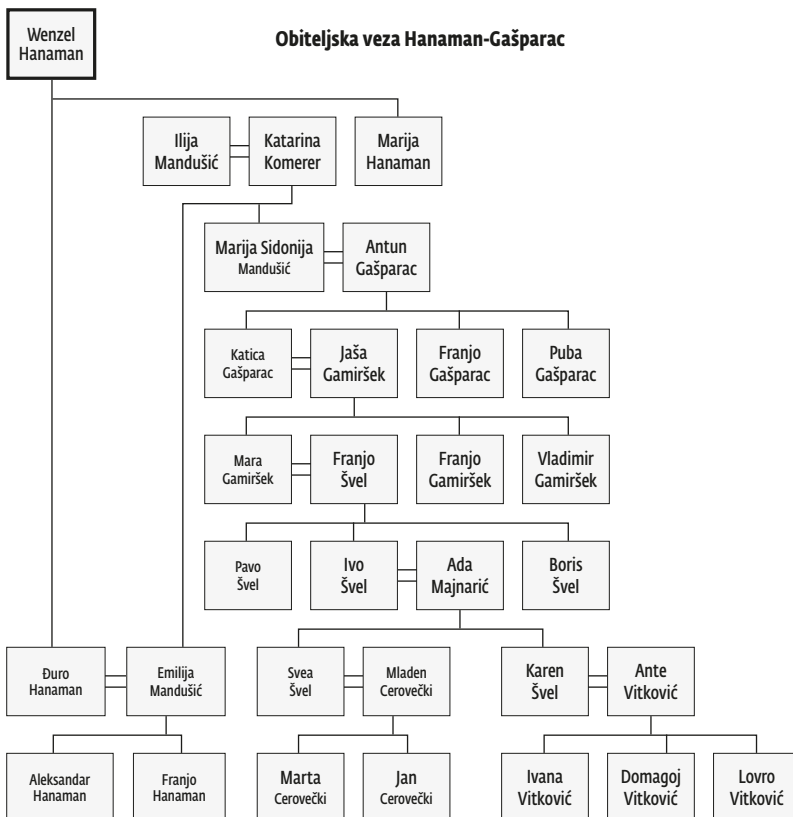 Wenzel
Hanaman
Obiteljska veza Hanaman-Gašparac
Ilija
Mandušić
Katarina
Komerer
Marija
Hanaman
Marija Sidonija
Mandušić
Antun
Gašparac
Katica
Gašparac
Jaša
Gamiršek
Franjo
Gašparac
Puba
Gašparac
Mara
Gamiršek
Franjo
Švel
Franjo
Gamiršek
Vladimir
Gamiršek
Pavo
Švel
Ivo
Švel
Ada
Majnarić
Boris
Švel
Đuro
Hanaman
Emilija
Mandušić
Svea
Švel
Mladen
Cerovečki
Karen
Švel
Ante
Vitković
Aleksandar
Hanaman
Franjo
Hanaman
Marta
Cerovečki
Jan
Cerovečki
Ivana
Vitković
Domagoj
Vitković
Lovro
Vitković